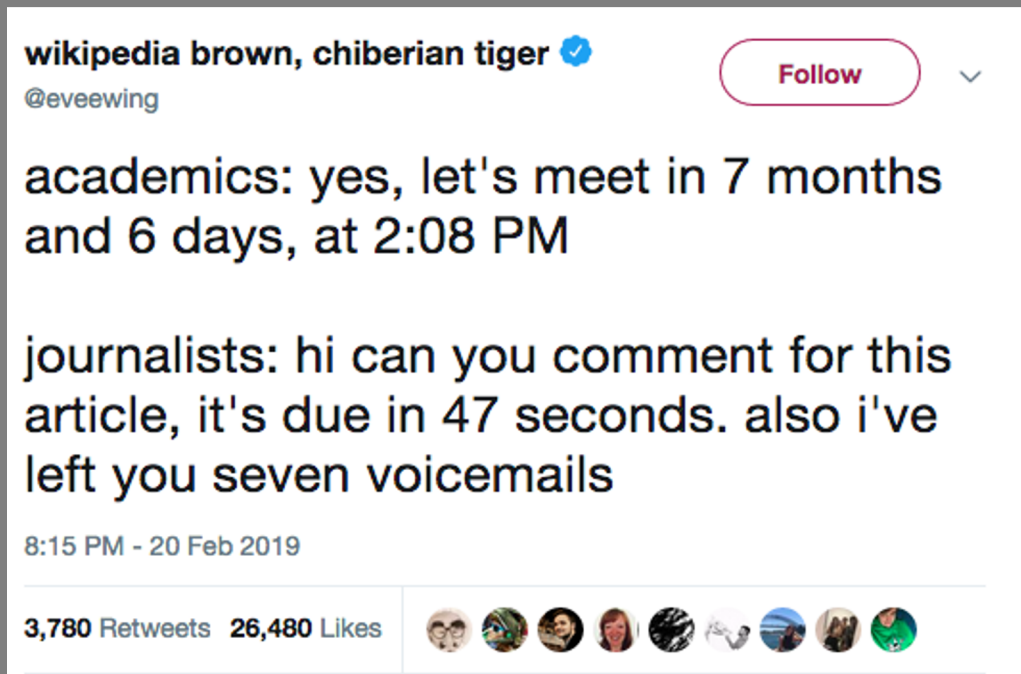 wikipedia brown, chiberian tiger
@eveewing
Follow
academics: yes, let's meet in 7 months
and 6 days, at 2:08 PM
journalists: hi can you comment for this
article, it's due in 47 seconds. also i've
left you seven voicemails
8:15 PM - 20 Feb 2019
3,780 Retweets 26,480 Likes